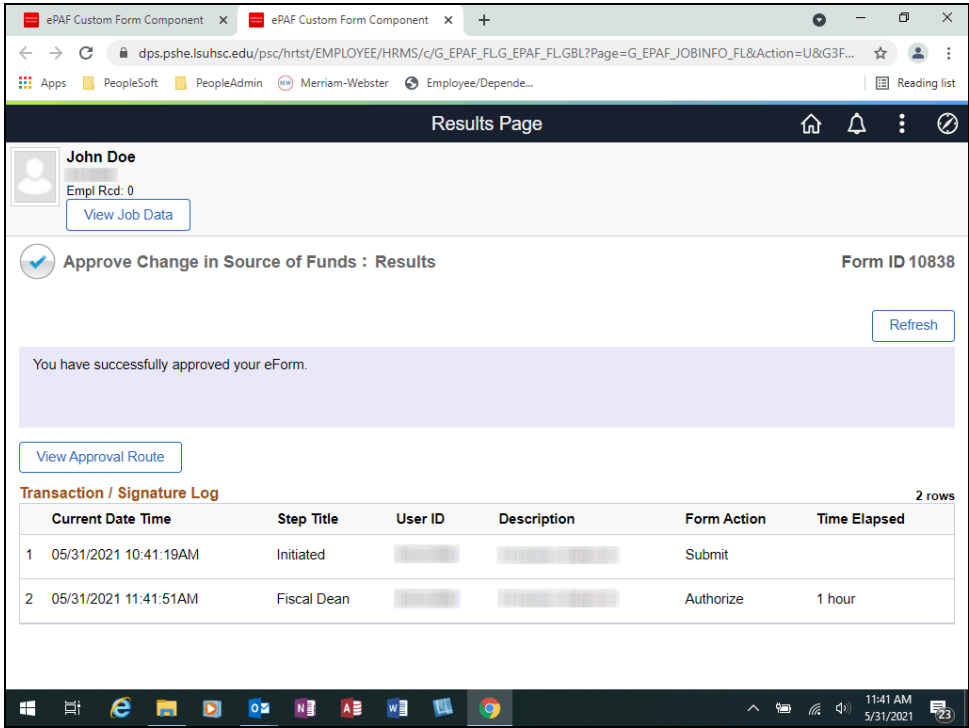 ePAF Custom Form Component
ePAF Custom Form Component
dps.pshe.lsuhsc.edu/psc/hrtst/EMPLOYEE/HRMS/c/G_EPAF_FL.G_EPAF_FL.GBL?Page=G_EPAF_JOBINFO_FL&Action=U&G3F...
Apps PeopleSoft PeopleAdmin Merriam-Webster Employee/Depende... Reading list
Results Page
John Doe
Empl Rcd: 0
View Job Data
Approve Change in Source of Funds : Results Form ID 10838
Refresh
You have successfully approved your eForm.
View Approval Route
Transaction / Signature Log 2 rows
Current Date Time Step Title User ID Description Form Action Time Elapsed
1 05/31/2021 10:41:19AM Initiated Submit
2 05/31/2021 11:41:51AM Fiscal Dean Authorize 1 hour
11:41 AM
5/31/2021
23